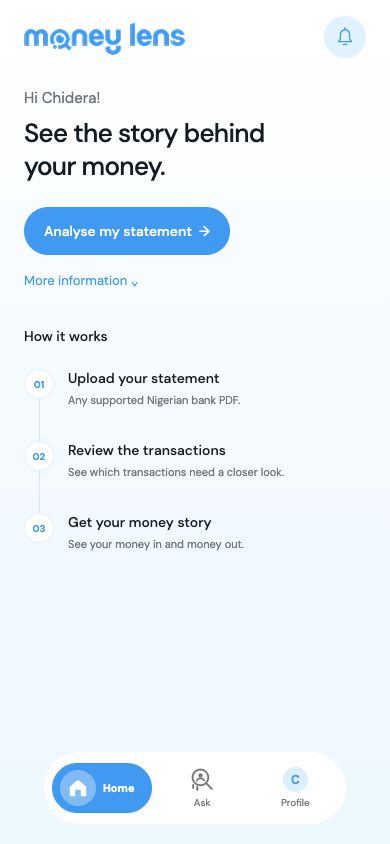 money lens
Hi Chidera!
See the story behind
your money.
Analyse my statement →
More information
How it works
01
Upload your statement
Any supported Nigerian bank PDF.
02
Review the transactions
See which transactions need a closer look.
03
Get your money story
See your money in and money out.
Home
Ask
C
Profile